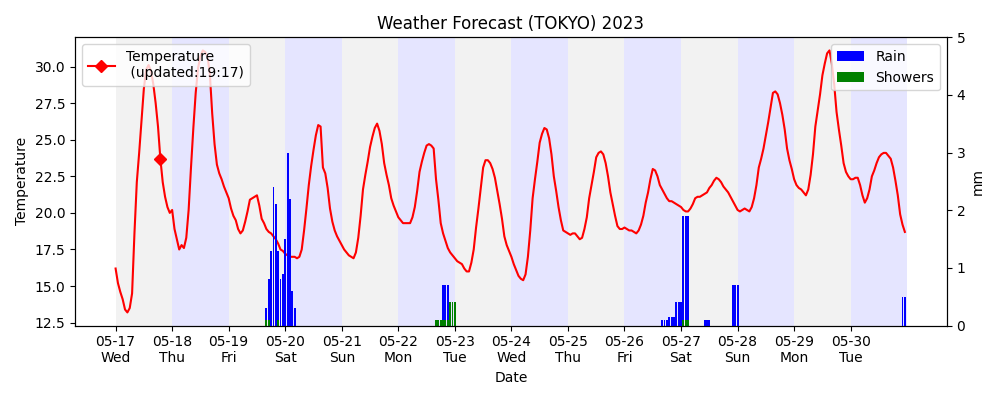 Weather Forecast (TOKYO) 2023
Temperature
(updated:19:17)
Rain
Showers
Temperature
30.0
27.5
25.0
22.5
20.0
17.5
15.0
12.5
5
4
3
2
1
0
mm
05-17 05-18 05-19 05-20 05-21 05-22 05-23 05-24 05-25 05-26 05-27 05-28 05-29 05-30
Wed Thu Fri Sat Sun Mon Tue Wed Thu Fri Sat Sun Mon Tue
Date